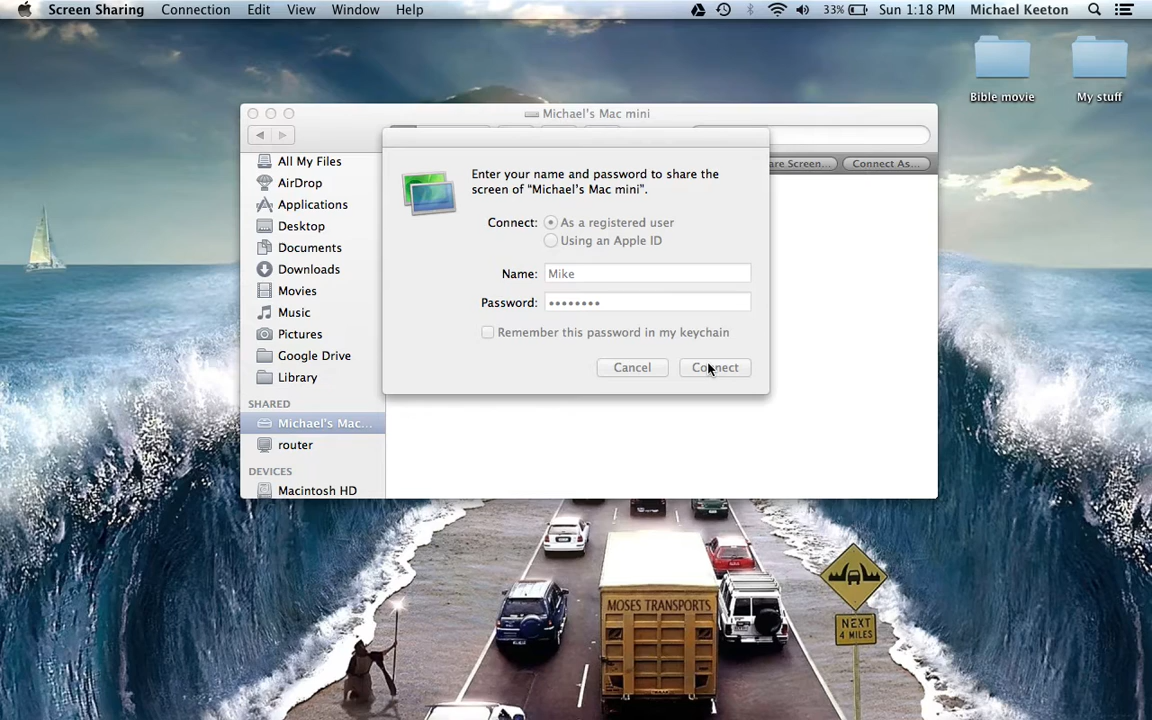 Screen Sharing Connection Edit View Window Help 33% Sun 1:18 PM Michael Keeton
Bible movie
My stuff
Michael's Mac mini
All My Files
AirDrop
Applications
Desktop
Documents
Downloads
Movies
Music
Pictures
Google Drive
Library
SHARED
Michael's Mac...
router
DEVICES
Macintosh HD
are Screen... Connect As...
Enter your name and password to share the
screen of “Michael's Mac mini”.
Connect: As a registered user
Using an Apple ID
Name: Mike
Password: ••••••••
Remember this password in my keychain
Cancel Connect
MOSES TRANSPORTS
NEXT
4 MILES